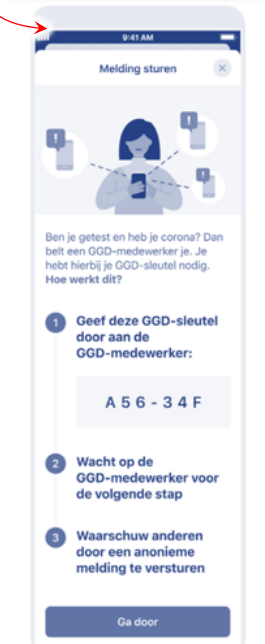 9:41 AM
Melding sturen
Ben je getest en heb je corona? Dan
belt een GGD-medewerker je. Je
hebt hierbij je GGD-sleutel nodig.
Hoe werkt dit?
1 Geef deze GGD-sleutel
door aan de
GGD-medewerker:
A56-34F
2 Wacht op de
GGD-medewerker voor
de volgende stap
3 Waarschuw anderen
door een anonieme
melding te versturen
Ga door